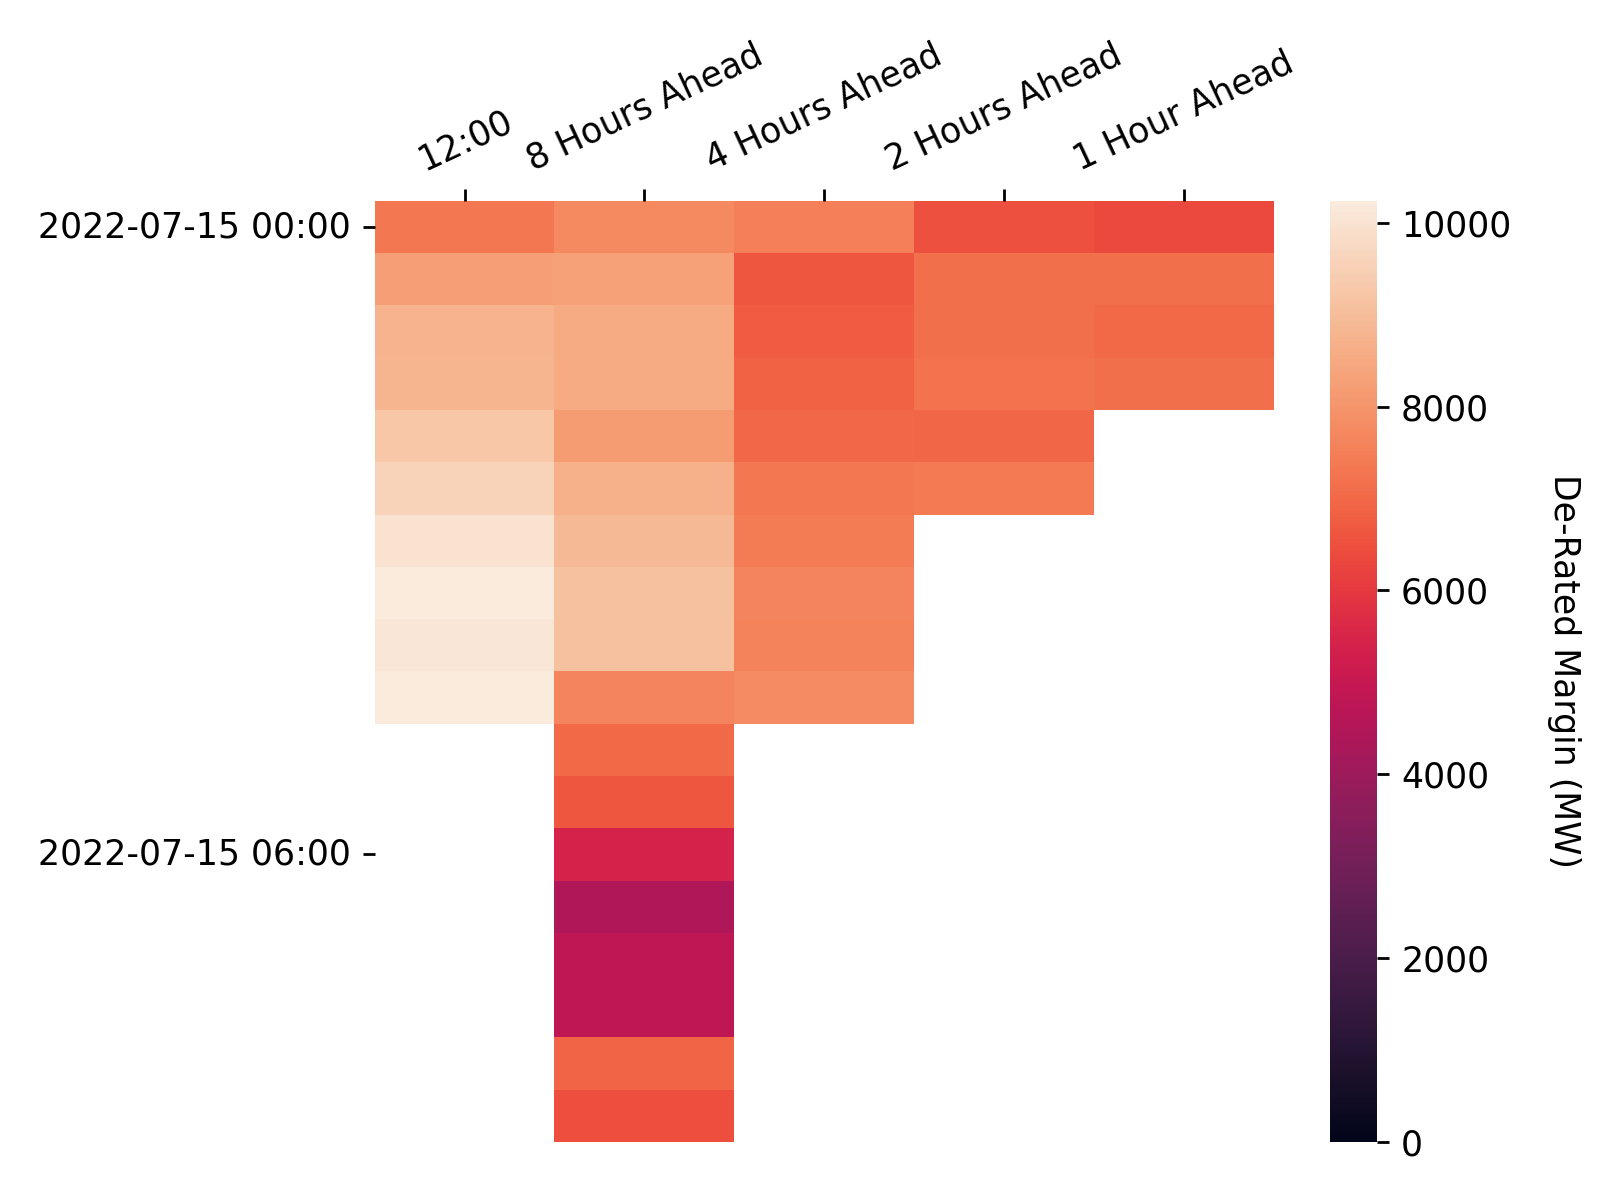 12:00
8 Hours Ahead
4 Hours Ahead
2 Hours Ahead
1 Hour Ahead
2022-07-15 00:00
2022-07-15 06:00
10000
8000
6000
4000
2000
0
De-Rated Margin (MW)